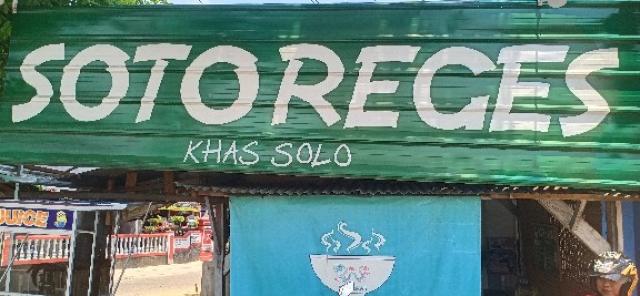 SOTO REGES
KHAS SOLO
JUICE